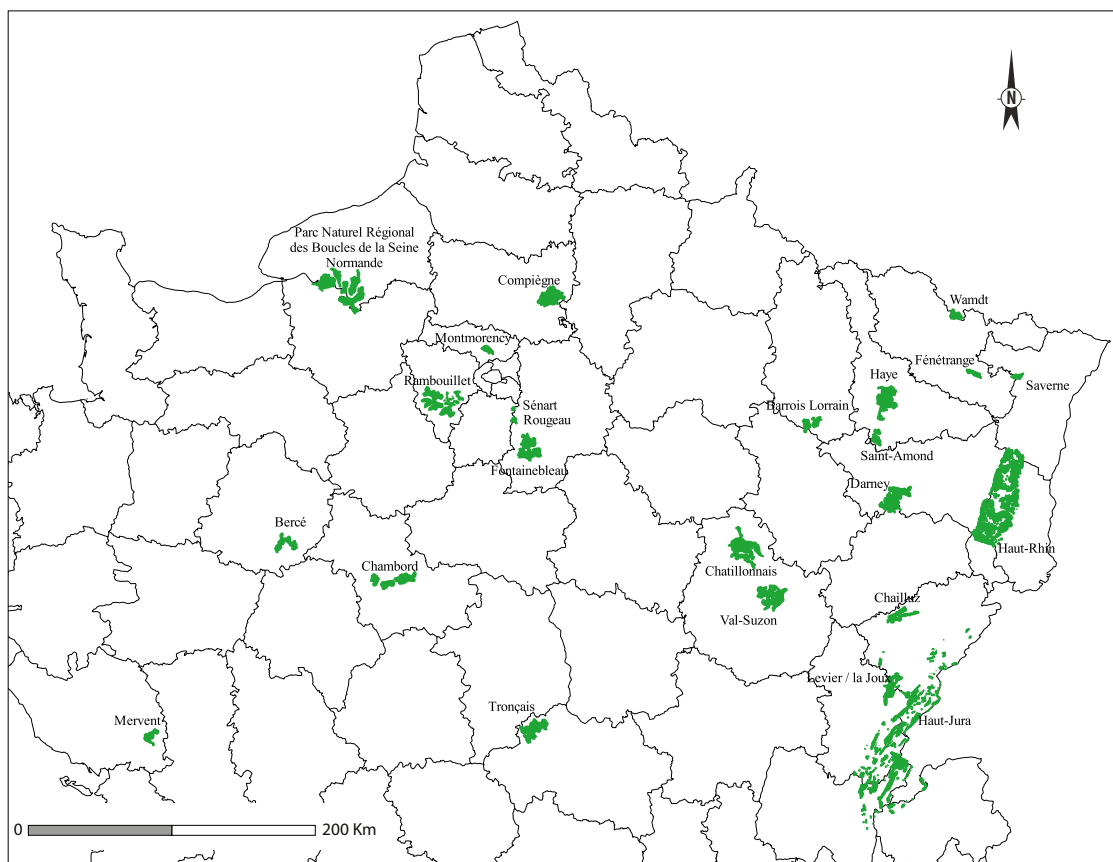 N
Parc Naturel Régional
des Boucles de la Seine
Normande
Compiègne
Wamdt
Montmorency
Fénétrange
Haye
Saverne
Rambouillet
Sénart
Rougeau
Barrois Lorrain
Saint-Amond
Fontainebleau
Darney
Bercé
Haut-Rhin
Chambord
Chatillonnais
Chailluz
Val-Suzon
Levier / la Joux
Tronçais
Mervent
Haut-Jura
0
200 Km